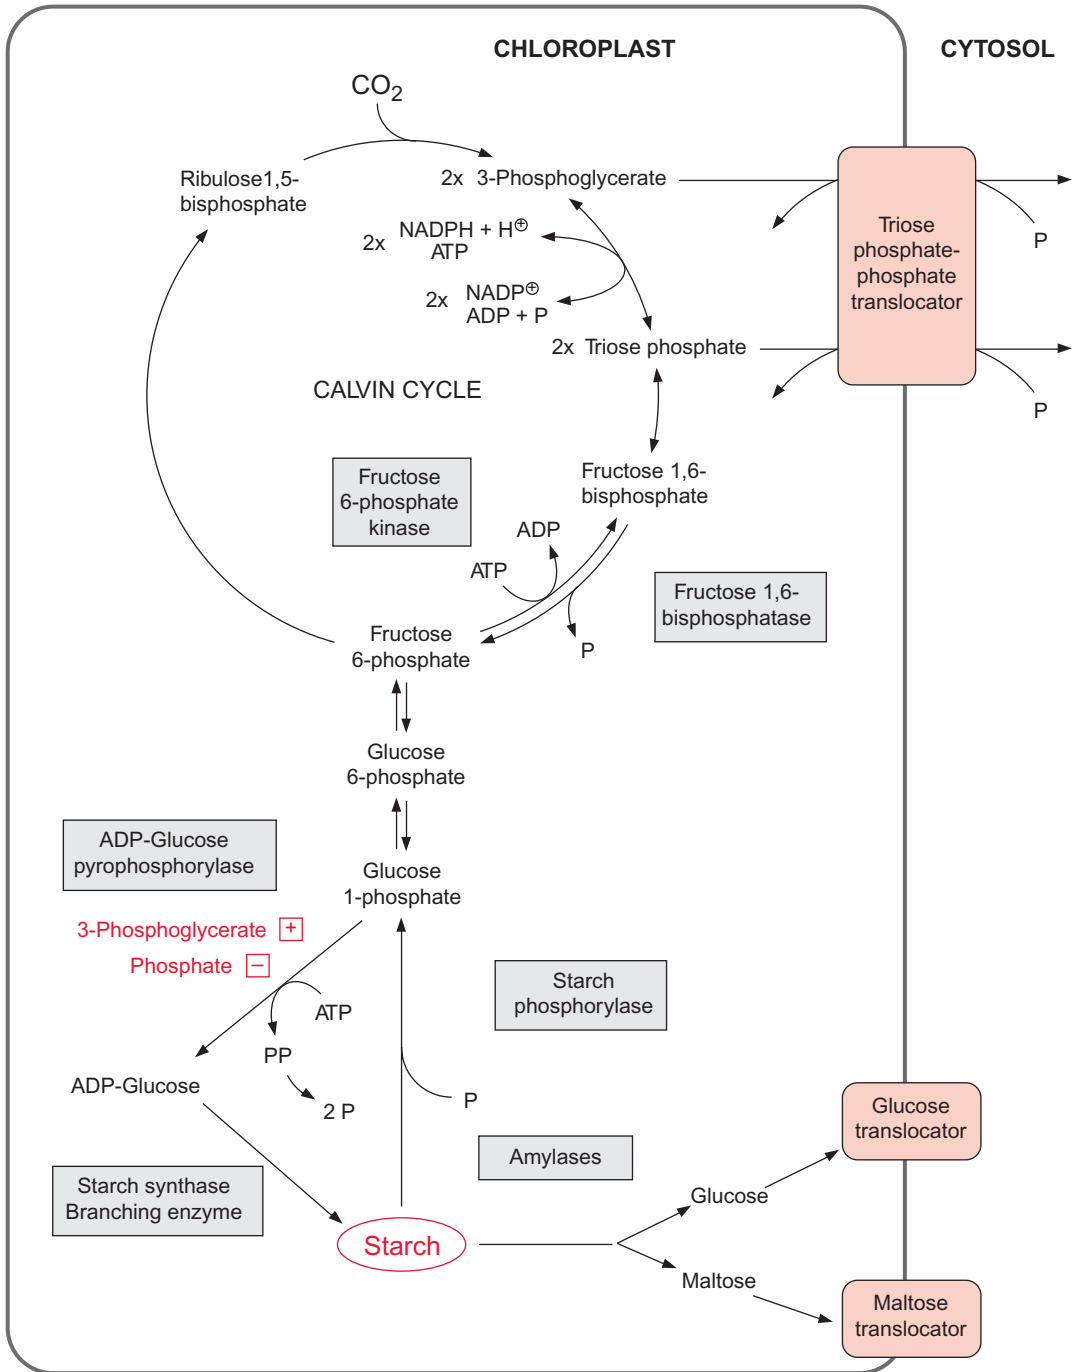 CHLOROPLAST
CYTOSOL
CO2
Ribulose1,5-
bisphosphate
2x 3-Phosphoglycerate
2x
NADPH + H⊕
ATP
2x
NADP⊕
ADP + P
2x Triose phosphate
Triose
phosphate-
phosphate
translocator
P
P
CALVIN CYCLE
Fructose
6-phosphate
kinase
Fructose 1,6-
bisphosphate
ADP
ATP
Fructose 1,6-
bisphosphatase
P
Fructose
6-phosphate
Glucose
6-phosphate
ADP-Glucose
pyrophosphorylase
Glucose
1-phosphate
3-Phosphoglycerate +
Phosphate −
ATP
PP
2 P
Starch
phosphorylase
ADP-Glucose
P
Amylases
Starch synthase
Branching enzyme
Starch
Glucose
Maltose
Glucose
translocator
Maltose
translocator